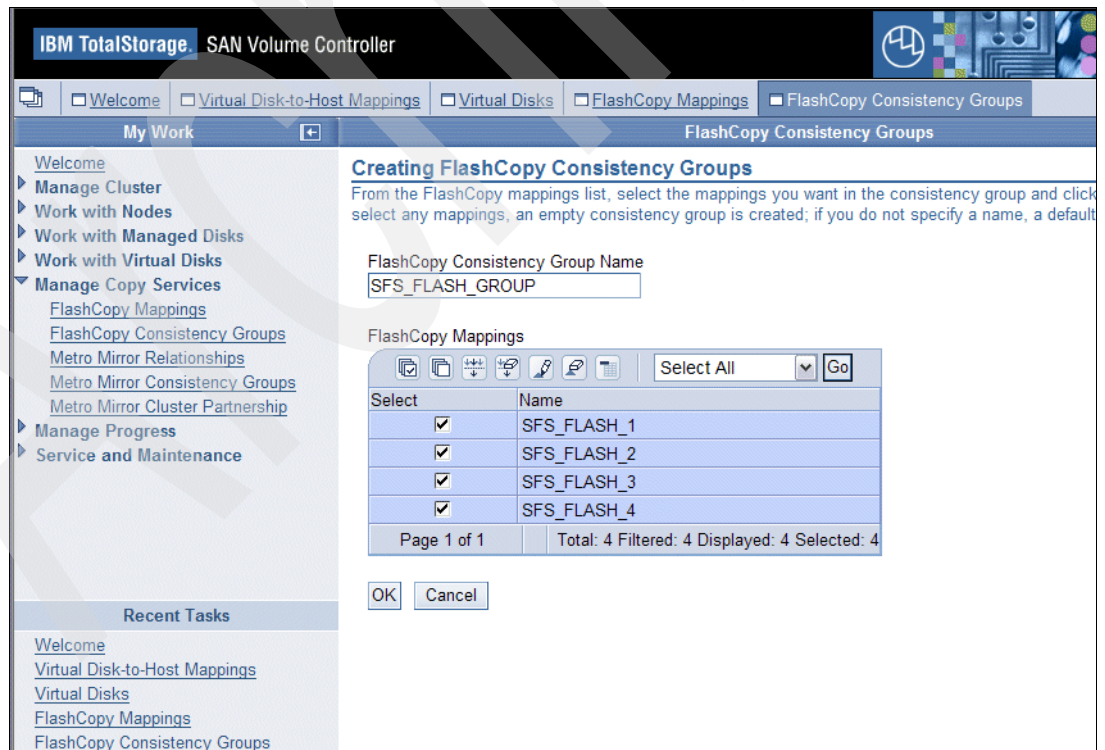 IBM TotalStorage. SAN Volume Controller
Welcome Virtual Disk-to-Host Mappings Virtual Disks FlashCopy Mappings FlashCopy Consistency Groups
My Work
FlashCopy Consistency Groups
Welcome
Manage Cluster
Work with Nodes
Work with Managed Disks
Work with Virtual Disks
Manage Copy Services
FlashCopy Mappings
FlashCopy Consistency Groups
Metro Mirror Relationships
Metro Mirror Consistency Groups
Metro Mirror Cluster Partnership
Manage Progress
Service and Maintenance
Recent Tasks
Welcome
Virtual Disk-to-Host Mappings
Virtual Disks
FlashCopy Mappings
FlashCopy Consistency Groups
Creating FlashCopy Consistency Groups
From the FlashCopy mappings list, select the mappings you want in the consistency group and click
select any mappings, an empty consistency group is created; if you do not specify a name, a default
FlashCopy Consistency Group Name
SFS_FLASH_GROUP
FlashCopy Mappings
Select All Go
Select Name
SFS_FLASH_1
SFS_FLASH_2
SFS_FLASH_3
SFS_FLASH_4
Page 1 of 1 Total: 4 Filtered: 4 Displayed: 4 Selected: 4
OK Cancel